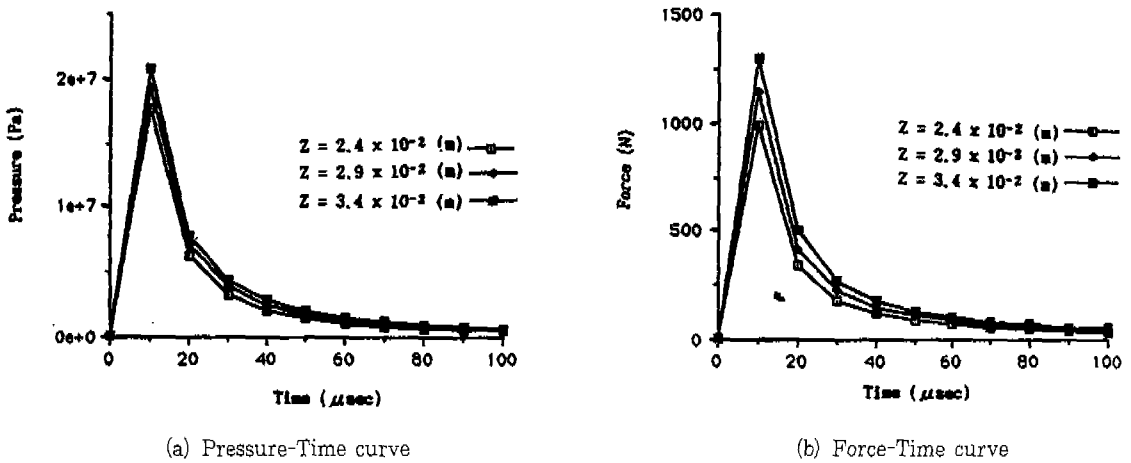 Pressure (Pa)
2e+7
1e+7
0e+0
0 20 40 60 80 100
Time (μsec)
Z = 2.4 x 10⁻² (m)
Z = 2.9 x 10⁻² (m)
Z = 3.4 x 10⁻² (m)
(a) Pressure-Time curve
Force (N)
1500
1000
500
0
0 20 40 60 80 100
Time (μsec)
Z = 2.4 x 10⁻² (m)
Z = 2.9 x 10⁻² (m)
Z = 3.4 x 10⁻² (m)
(b) Force-Time curve